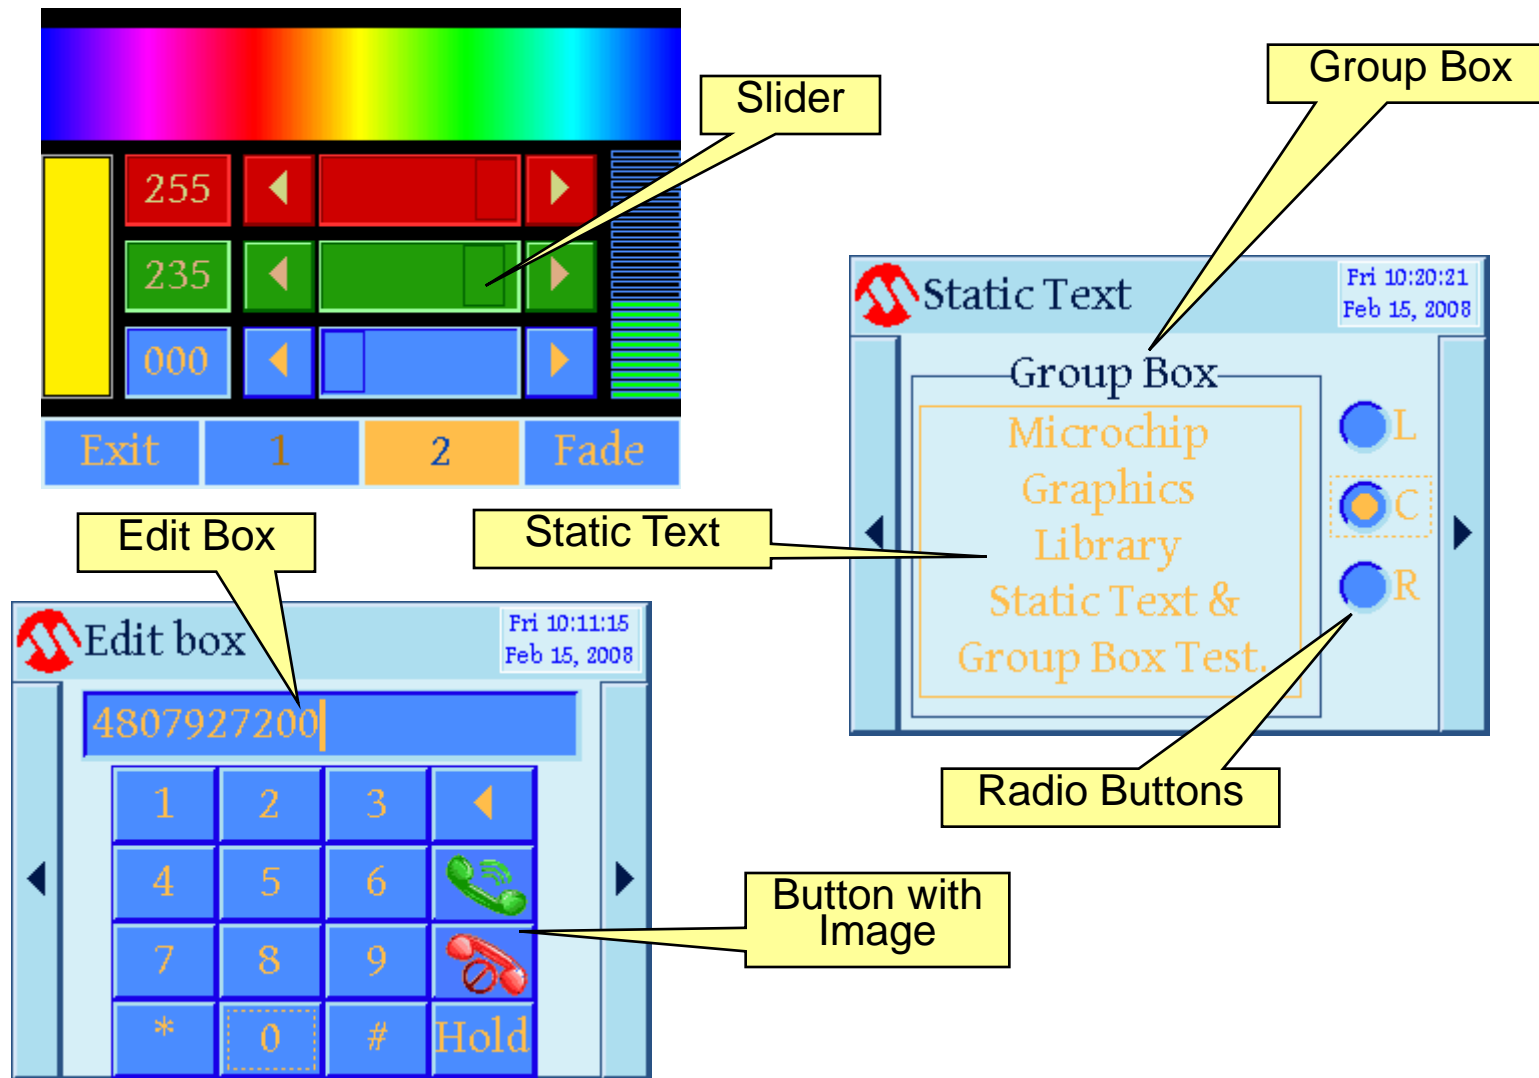 Slider
255
235
000
Exit 1 2 Fade
Group Box
Static Text
Fri 10:20:21
Feb 15, 2008
Group Box
Microchip
Graphics
Library
Static Text &
Group Box Test.
L
C
R
Static Text
Radio Buttons
Edit Box
Edit box
Fri 10:11:15
Feb 15, 2008
4807927200
1 2 3
4 5 6
7 8 9
* 0 # Hold
Button with
Image